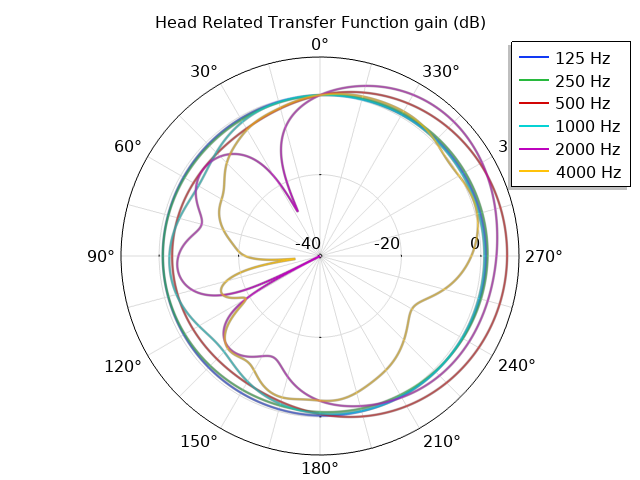 Head Related Transfer Function gain (dB)
0°
30°
330°
125 Hz
250 Hz
500 Hz
1000 Hz
2000 Hz
4000 Hz
60°
3
90°
-40
-20
0
270°
120°
240°
150°
210°
180°